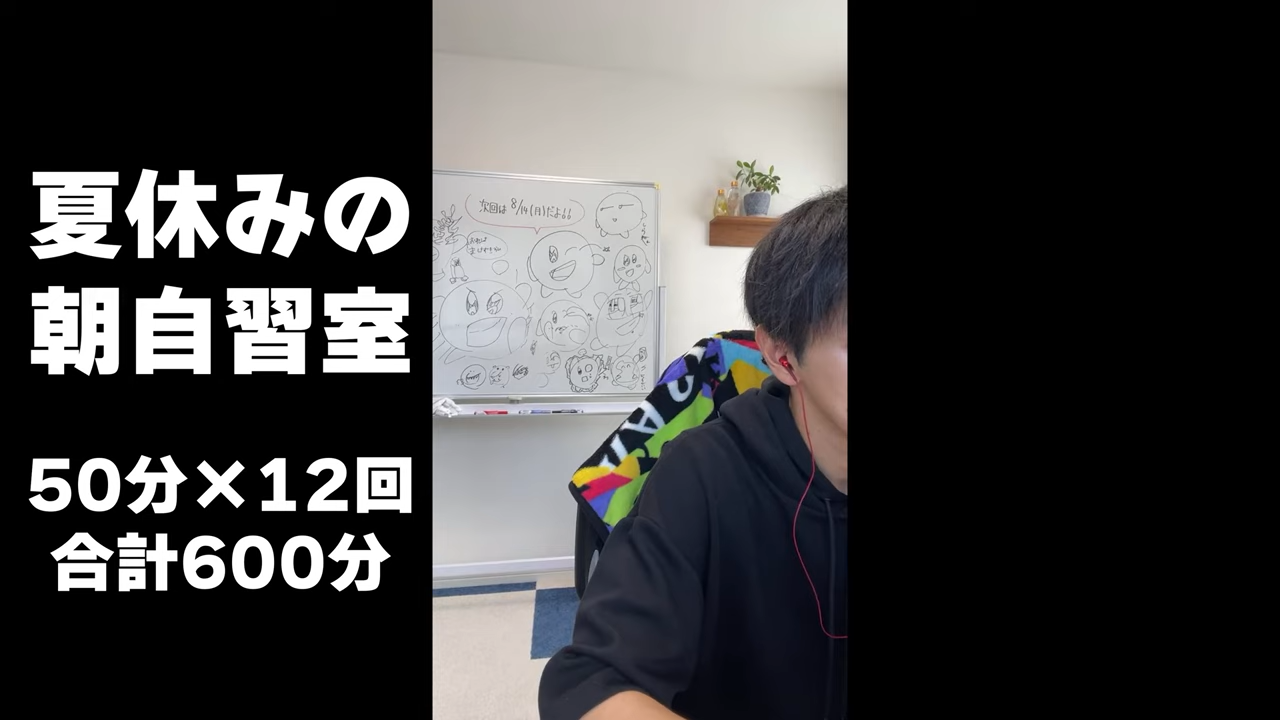 夏休みの
朝自習室
50分×12回
合計600分
次回は 8/14(月)だよ!!